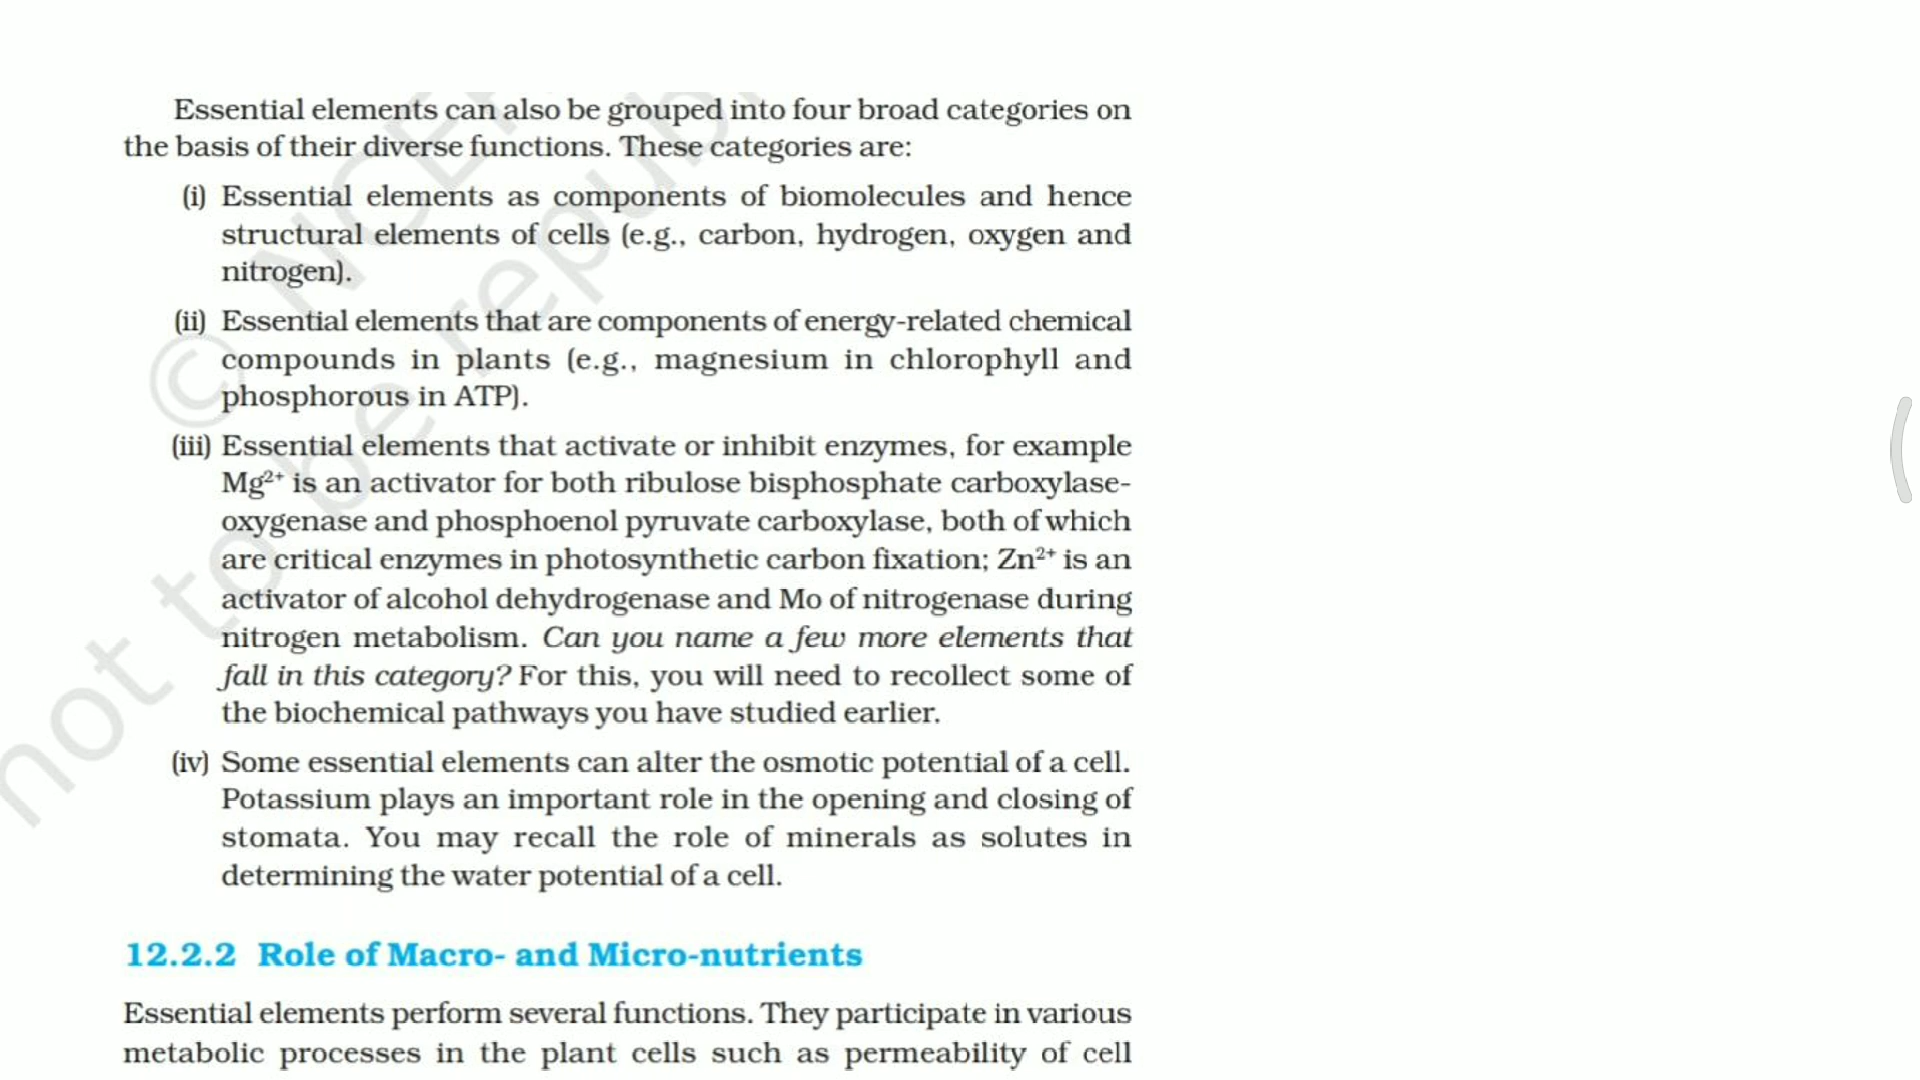 Essential elements can also be grouped into four broad categories on
the basis of their diverse functions. These categories are:
(i) Essential elements as components of biomolecules and hence
structural elements of cells (e.g., carbon, hydrogen, oxygen and
nitrogen).
(ii) Essential elements that are components of energy-related chemical
compounds in plants (e.g., magnesium in chlorophyll and
phosphorous in ATP).
(iii) Essential elements that activate or inhibit enzymes, for example
Mg²⁺ is an activator for both ribulose bisphosphate carboxylase-
oxygenase and phosphoenol pyruvate carboxylase, both of which
are critical enzymes in photosynthetic carbon fixation; Zn²⁺ is an
activator of alcohol dehydrogenase and Mo of nitrogenase during
nitrogen metabolism. Can you name a few more elements that
fall in this category? For this, you will need to recollect some of
the biochemical pathways you have studied earlier.
(iv) Some essential elements can alter the osmotic potential of a cell.
Potassium plays an important role in the opening and closing of
stomata. You may recall the role of minerals as solutes in
determining the water potential of a cell.
12.2.2 Role of Macro- and Micro-nutrients
Essential elements perform several functions. They participate in various
metabolic processes in the plant cells such as permeability of cell
© NCE
not to be repub